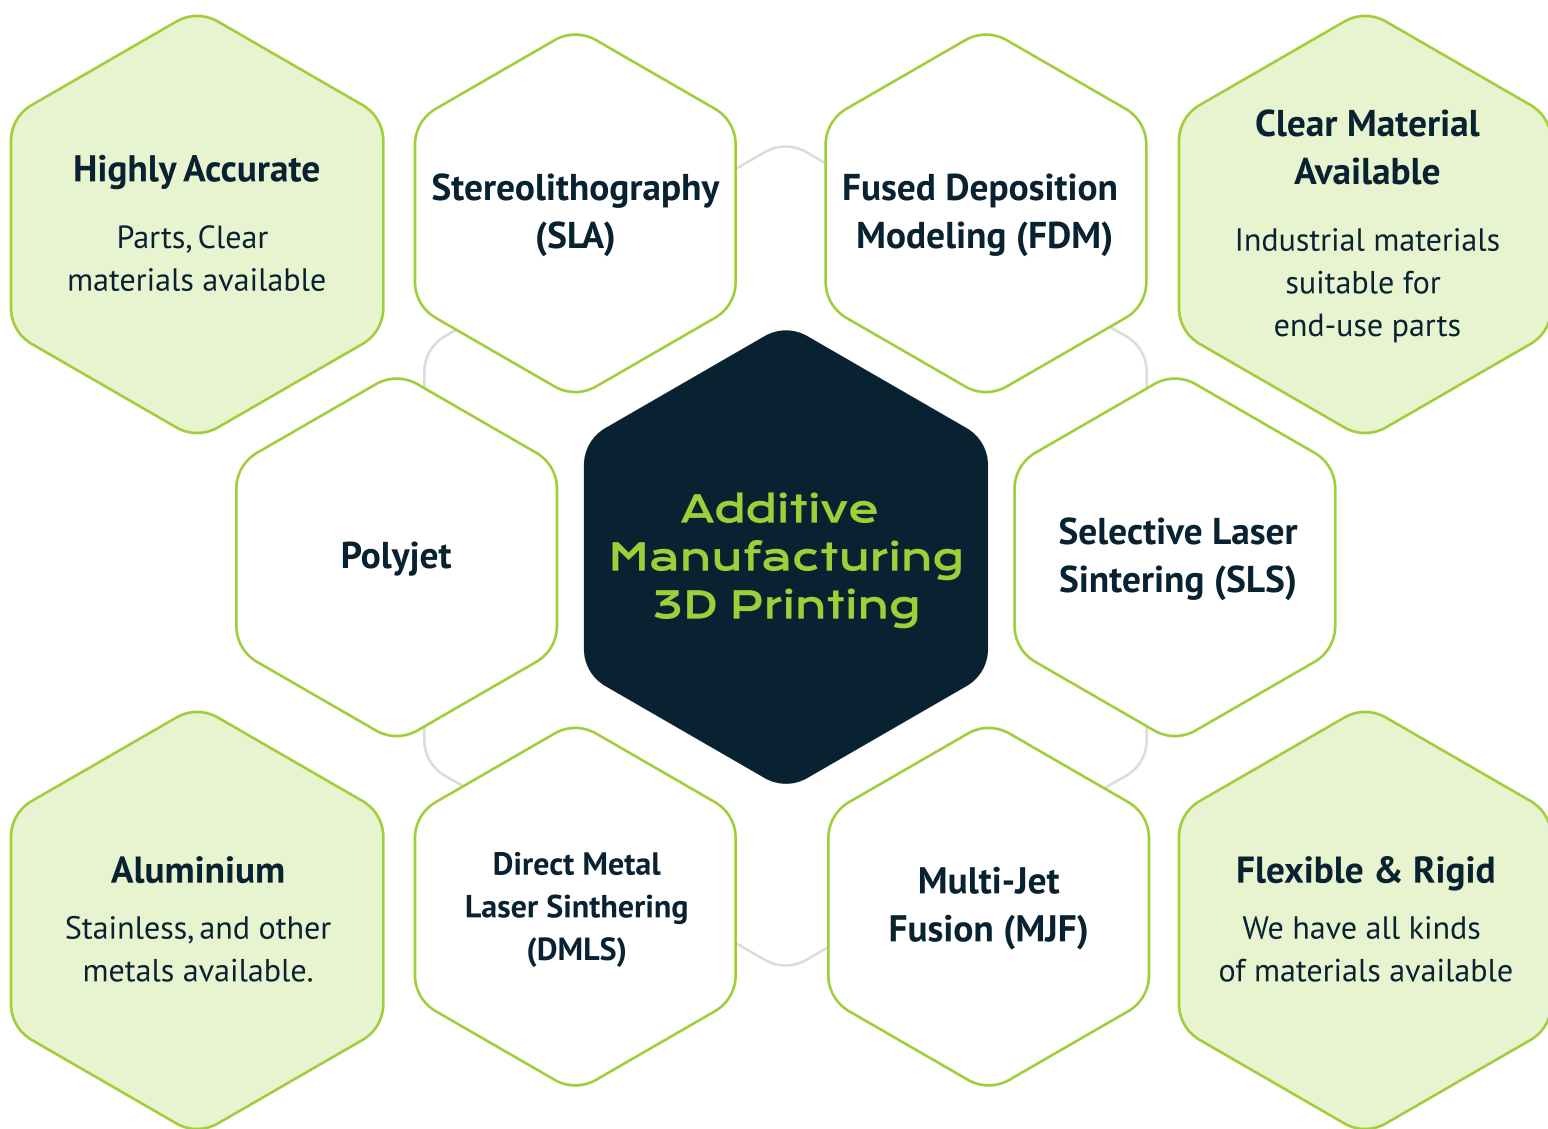 Highly Accurate
Parts, Clear
materials available
Stereolithography
(SLA)
Fused Deposition
Modeling (FDM)
Clear Material
Available
Industrial materials
suitable for
end-use parts
Polyjet
Additive
Manufacturing
3D Printing
Selective Laser
Sintering (SLS)
Aluminium
Stainless, and other
metals available.
Direct Metal
Laser Sinthering
(DMLS)
Multi-Jet
Fusion (MJF)
Flexible & Rigid
We have all kinds
of materials available